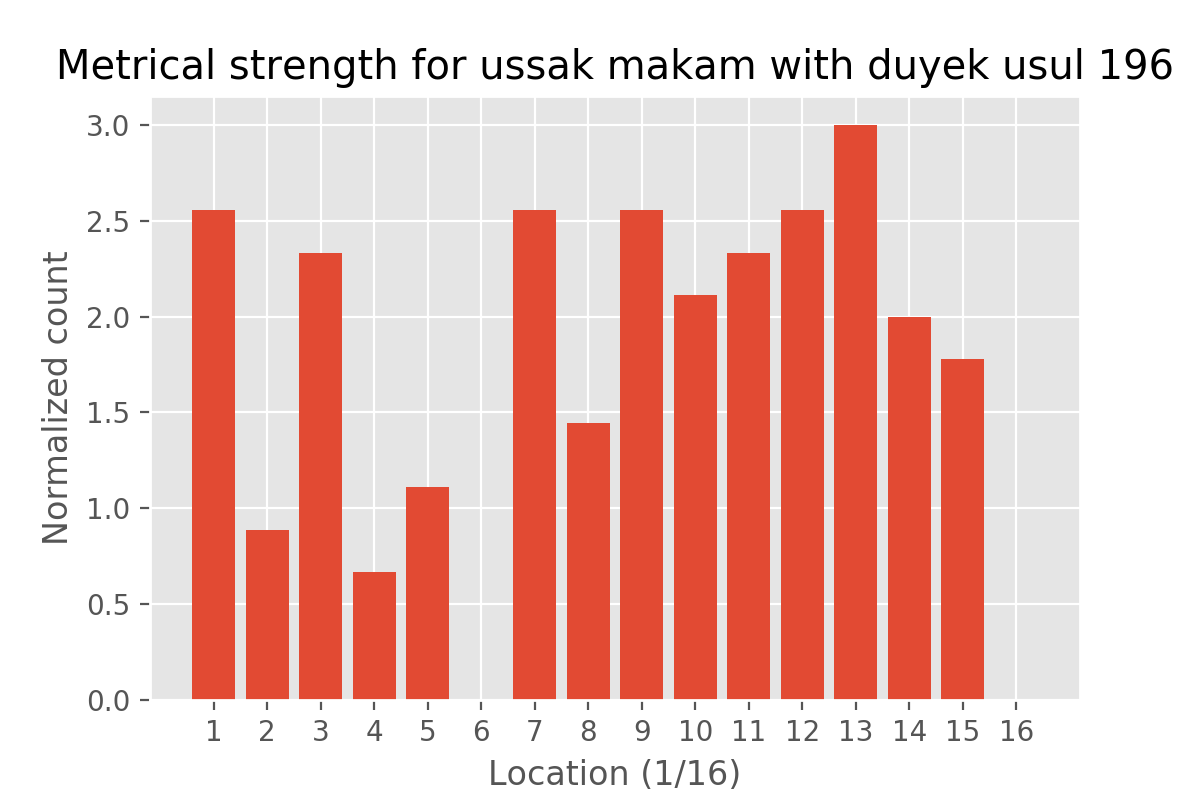 Metrical strength for ussak makam with duyek usul 196
3.0
2.5
2.0
1.5
1.0
0.5
0.0
Normalized count
1 2 3 4 5 6 7 8 9 10 11 12 13 14 15 16
Location (1/16)